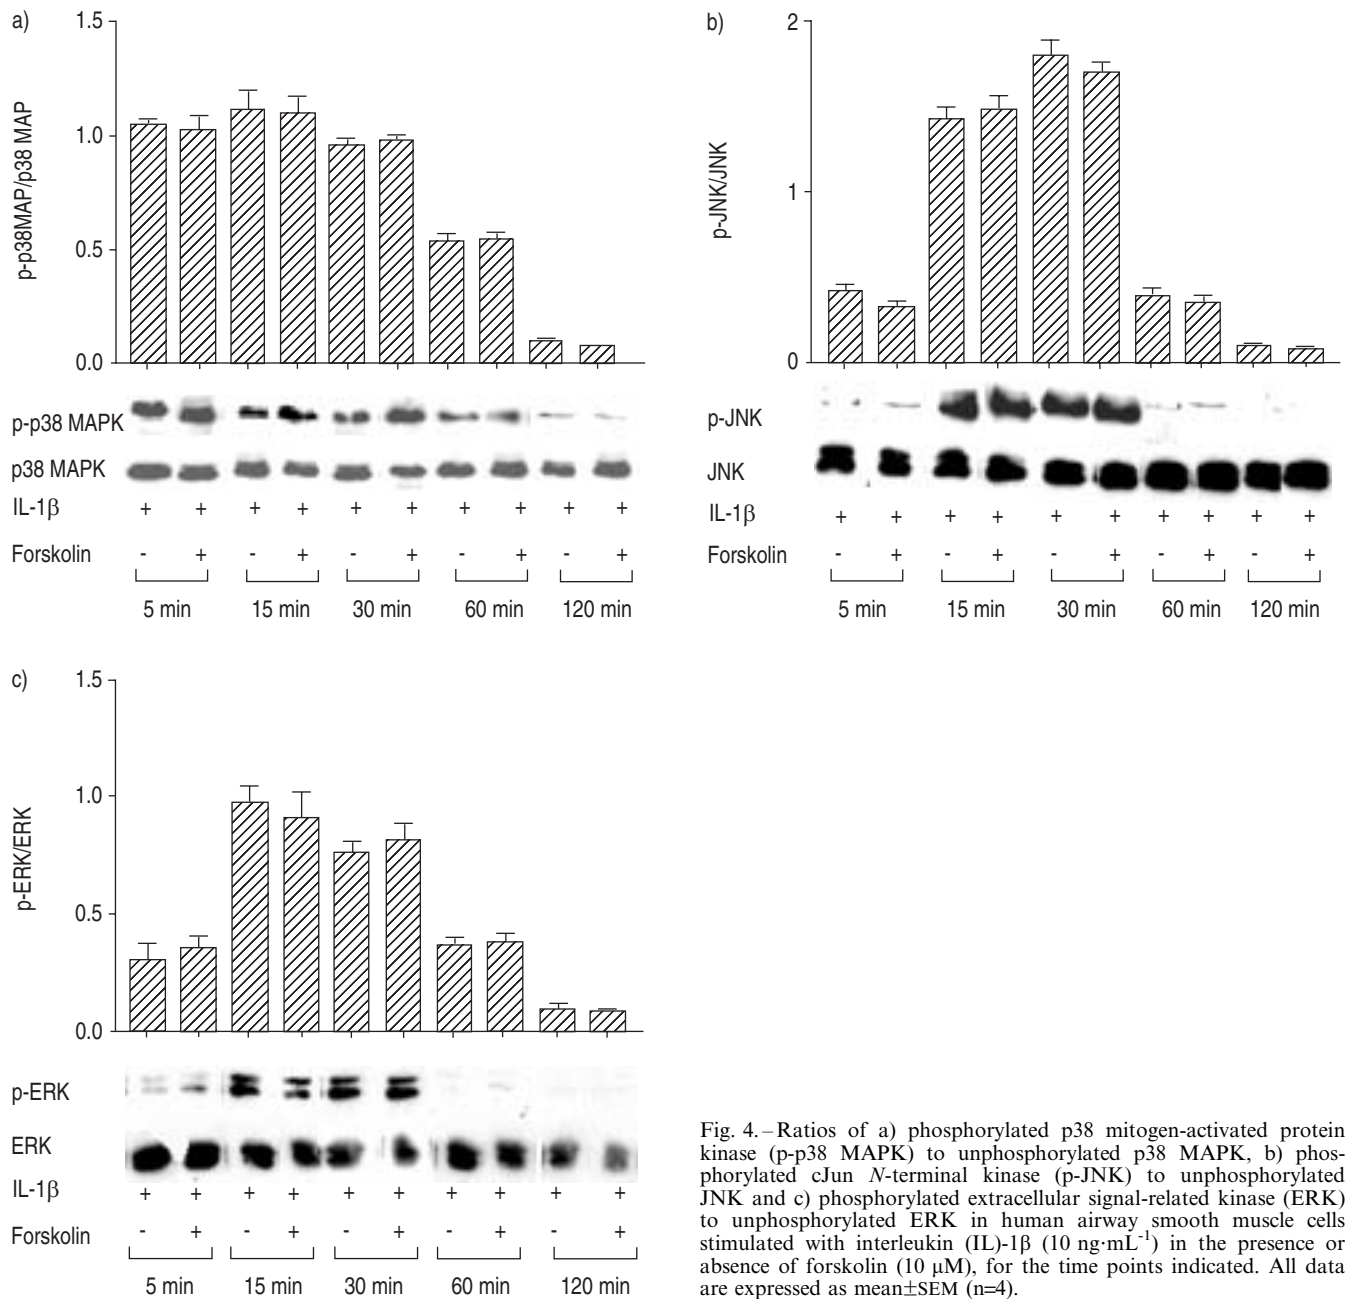 a)
1.5
1.0
0.5
0.0
p-p38MAP/p38 MAP
p-p38 MAPK
p38 MAPK
IL-1β + + + + + + + + + +
Forskolin - + - + - + - + - +
5 min 15 min 30 min 60 min 120 min
b)
2
1
0
p-JNK/JNK
p-JNK
JNK
IL-1β + + + + + + + + + +
Forskolin - + - + - + - + - +
5 min 15 min 30 min 60 min 120 min
c)
1.5
1.0
0.5
0.0
p-ERK/ERK
p-ERK
ERK
IL-1β + + + + + + + + + +
Forskolin - + - + - + - + - +
5 min 15 min 30 min 60 min 120 min
Fig. 4. – Ratios of a) phosphorylated p38 mitogen-activated protein
kinase (p-p38 MAPK) to unphosphorylated p38 MAPK, b) phos-
phorylated cJun N-terminal kinase (p-JNK) to unphosphorylated
JNK and c) phosphorylated extracellular signal-related kinase (ERK)
to unphosphorylated ERK in human airway smooth muscle cells
stimulated with interleukin (IL)-1β (10 ng·mL⁻¹) in the presence or
absence of forskolin (10 μM), for the time points indicated. All data
are expressed as mean±SEM (n=4).